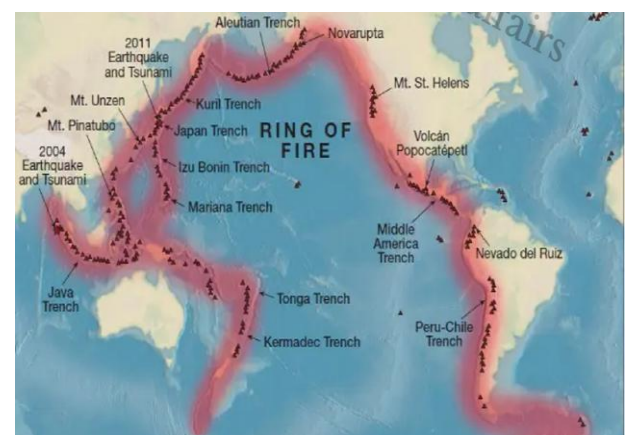 Aleutian Trench
Novarupta
2011
Earthquake
and Tsunami
Mt. Unzen
Kuril Trench
Mt. St. Helens
Mt. Pinatubo
Japan Trench
RING OF
FIRE
Volcán
Popocatépetl
2004
Earthquake
and Tsunami
Izu Bonin Trench
Mariana Trench
Middle
America
Trench
Nevado del Ruiz
Java
Trench
Tonga Trench
Peru-Chile
Trench
Kermadec Trench